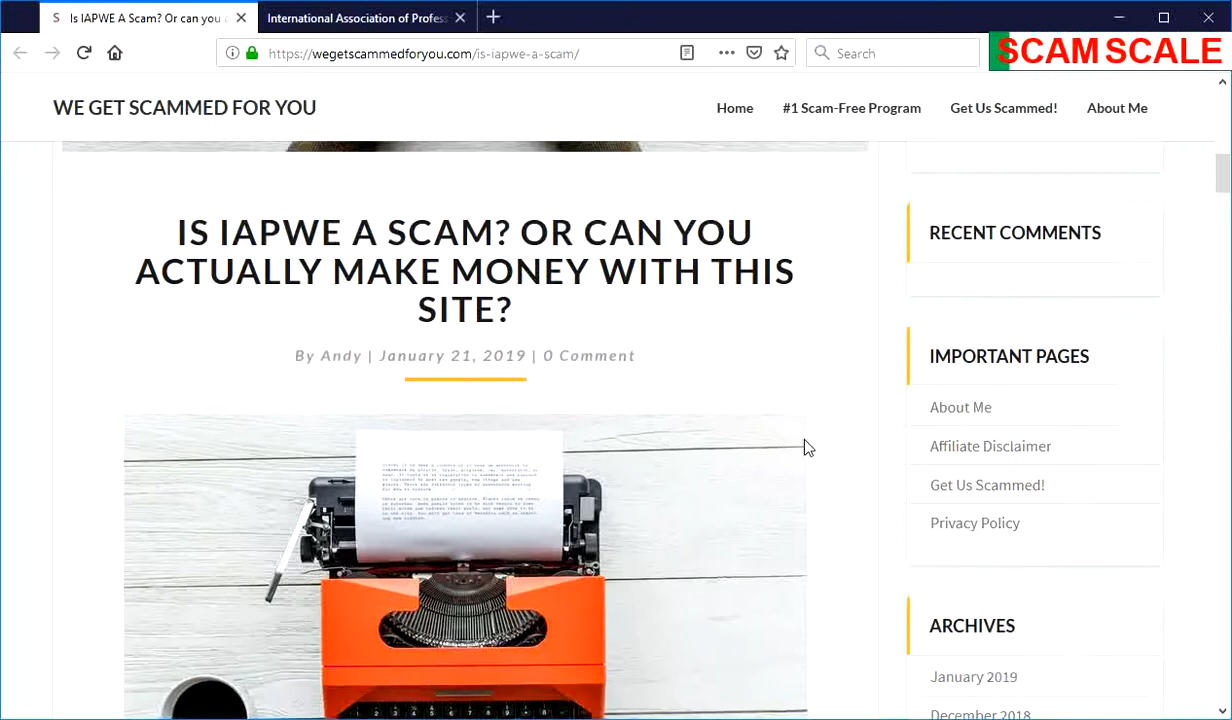 Is IAPWE A Scam? Or can you
International Association of Profess
https://wegetscammedforyou.com/is-iapwe-a-scam/
Search
SCAM SCALE
WE GET SCAMMED FOR YOU
Home
#1 Scam-Free Program
Get Us Scammed!
About Me
IS IAPWE A SCAM? OR CAN YOU
ACTUALLY MAKE MONEY WITH THIS
SITE?
By Andy | January 21, 2019 | 0 Comment
RECENT COMMENTS
IMPORTANT PAGES
About Me
Affiliate Disclaimer
Get Us Scammed!
Privacy Policy
ARCHIVES
January 2019
December 2018